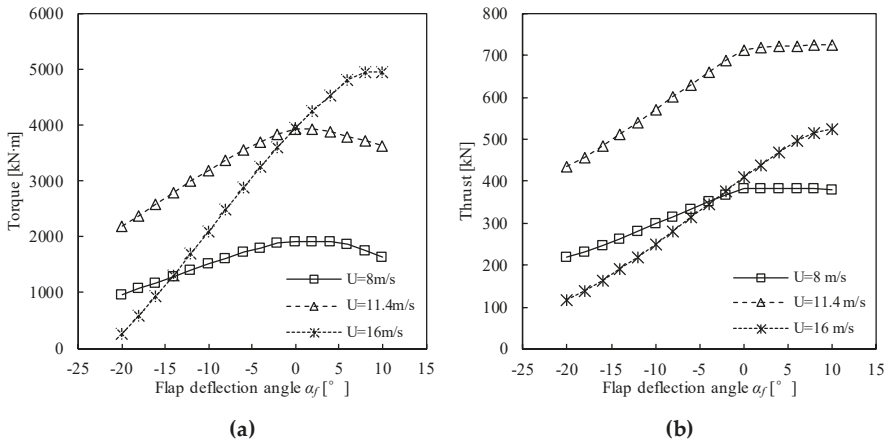 6000
5000
4000
3000
2000
1000
0
Torque [kN·m]
-25 -20 -15 -10 -5 0 5 10 15
Flap deflection angle αf [°]
U=8m/s
U=11.4m/s
U=16m/s
(a)
800
700
600
500
400
300
200
100
0
Thrust [kN]
-25 -20 -15 -10 -5 0 5 10 15
Flap deflection angle αf [°]
U=8 m/s
U=11.4 m/s
U=16 m/s
(b)